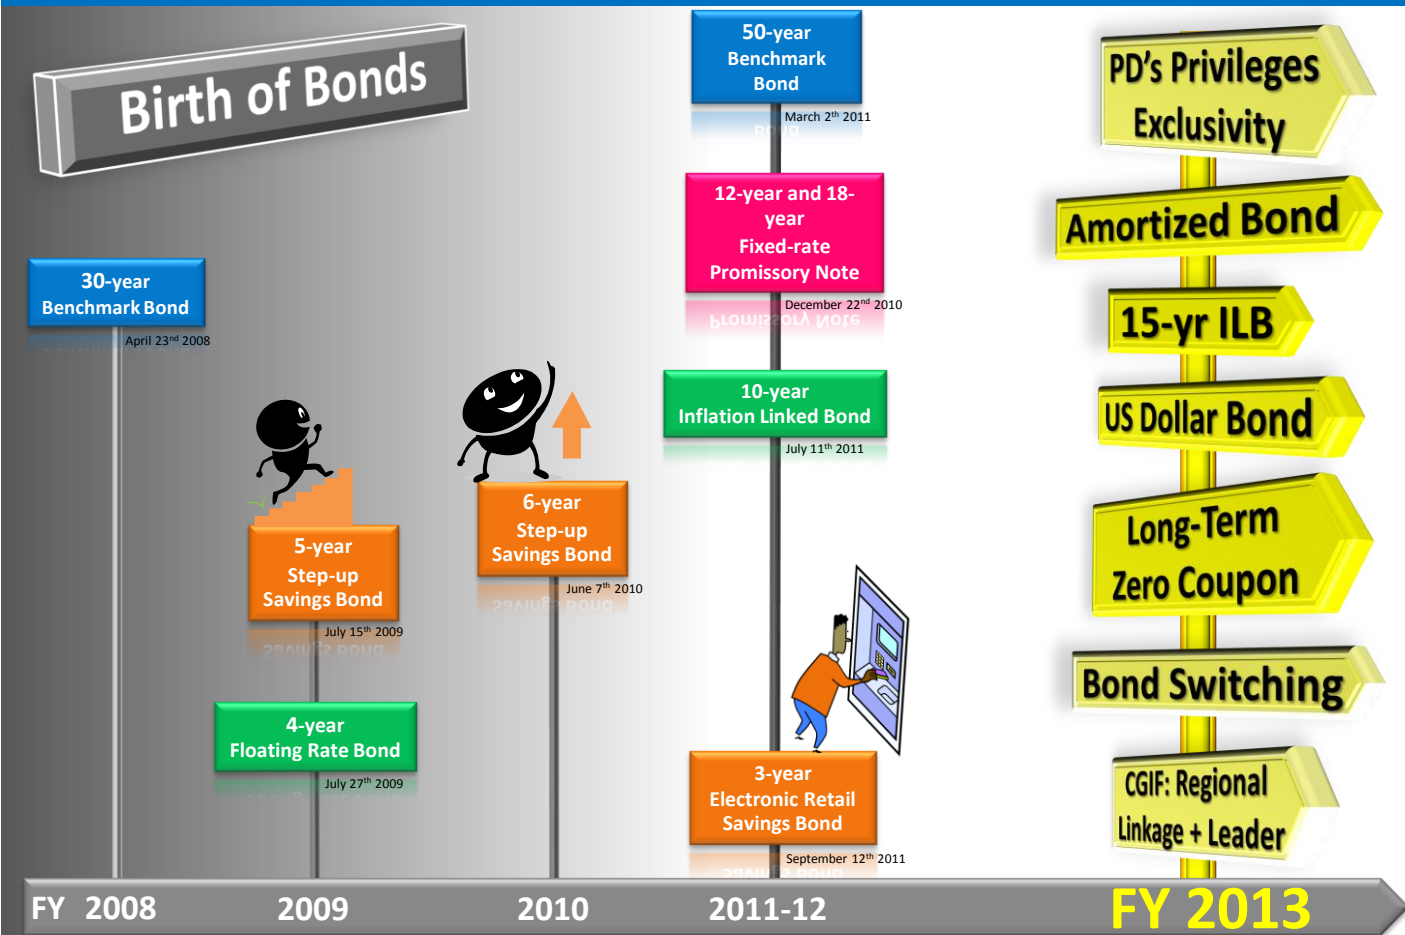 Birth of Bonds
30-year
Benchmark Bond
April 23nd 2008
5-year
Step-up
Savings Bond
July 15th 2009
4-year
Floating Rate Bond
July 27th 2009
6-year
Step-up
Savings Bond
June 7th 2010
50-year
Benchmark
Bond
March 2th 2011
12-year and 18-
year
Fixed-rate
Promissory Note
December 22nd 2010
10-year
Inflation Linked Bond
July 11th 2011
3-year
Electronic Retail
Savings Bond
September 12th 2011
PD's Privileges
Exclusivity
Amortized Bond
15-yr ILB
US Dollar Bond
Long-Term
Zero Coupon
Bond Switching
CGIF: Regional
Linkage + Leader
FY 2008
2009
2010
2011-12
FY 2013